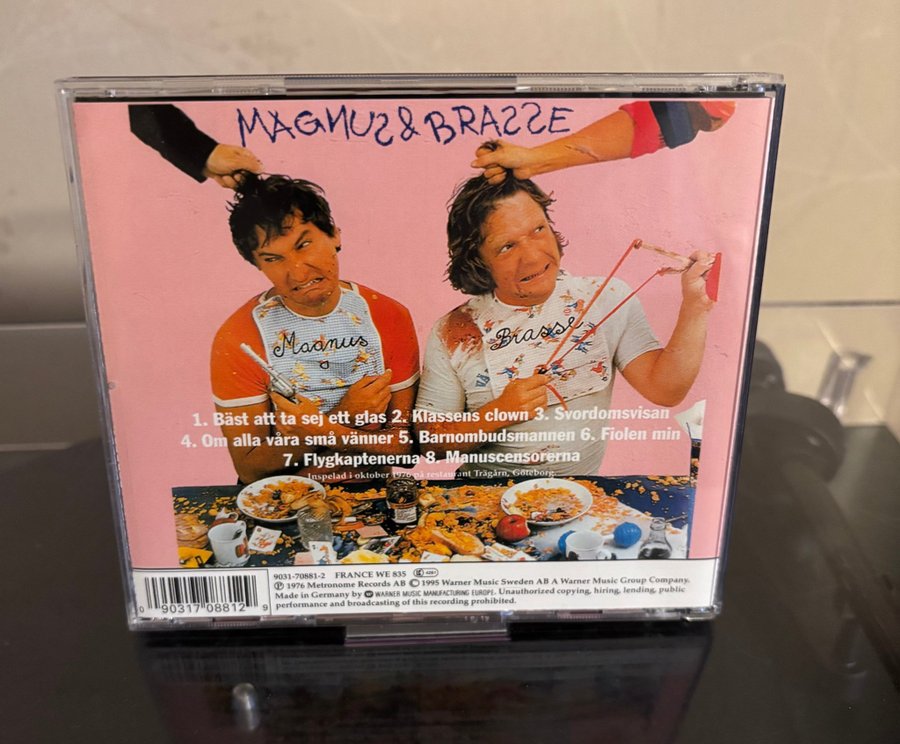 MAGNUS & BRASSE
Magnus
Brasse
1. Bäst att ta sej ett glas 2. Klassens clown 3. Svordomsvisan
4. Om alla våra små vänner 5. Barnombudsmannen 6. Fiolen min
7. Flygkaptenerna 8. Manuscensorerna
Inspelad i oktober 1976 på restaurant Trägårn, Göteborg.
9031-70881-2 FRANCE WE 835
℗ 1976 Metronome Records AB © 1995 Warner Music Sweden AB A Warner Music Group Company.
Made in Germany by WARNER MUSIC MANUFACTURING EUROPE. Unauthorized copying, hiring, lending, public
performance and broadcasting of this recording prohibited.
0 90317 08812 9